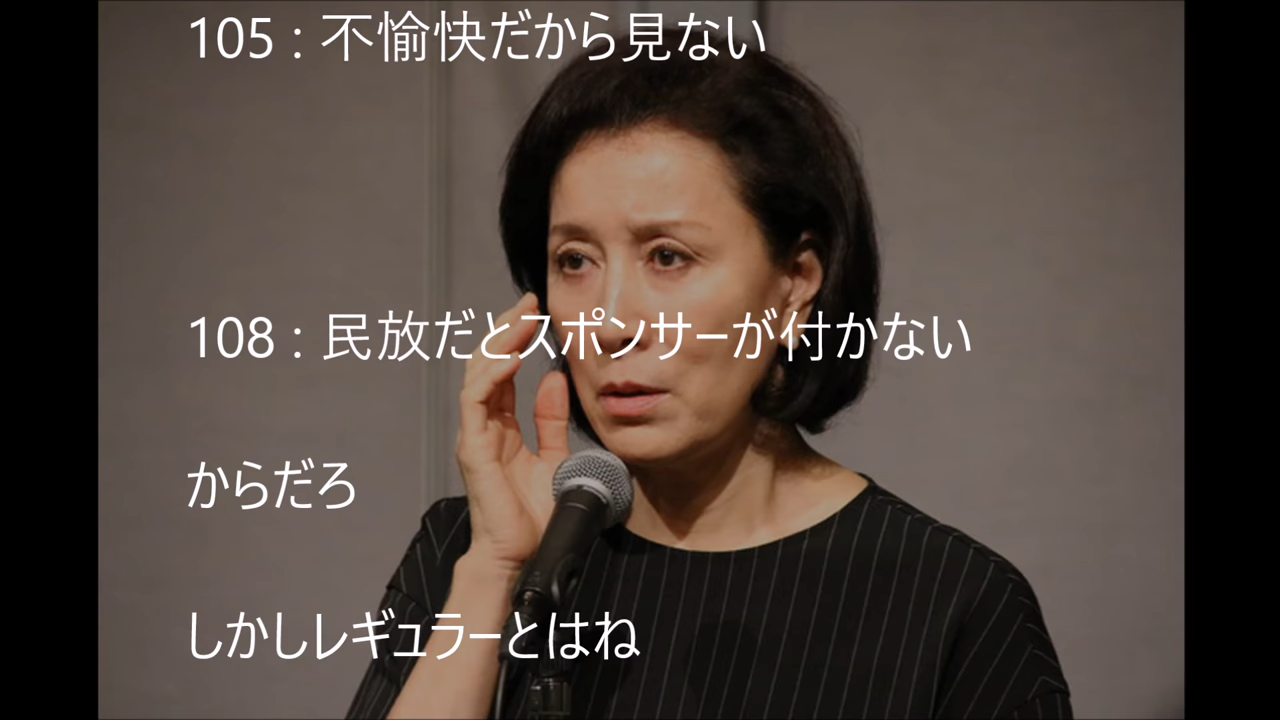 105 : 不愉快だから見ない
108 : 民放だとスポンサーが付かない
からだろ
しかしレギュラーとはね